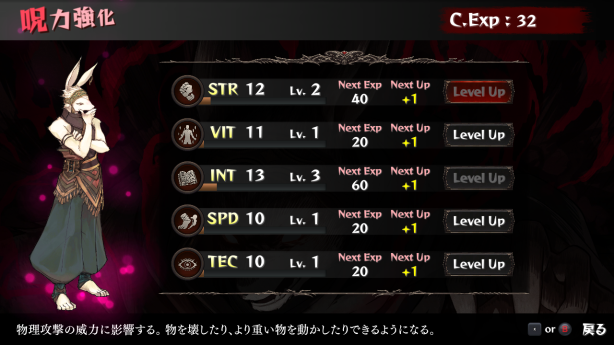 呪力強化
C.Exp : 32
STR 12 Lv. 2 Next Exp 40 Next Up +1 Level Up
VIT 11 Lv. 1 Next Exp 20 Next Up +1 Level Up
INT 13 Lv. 3 Next Exp 60 Next Up +1 Level Up
SPD 10 Lv. 1 Next Exp 20 Next Up +1 Level Up
TEC 10 Lv. 1 Next Exp 20 Next Up +1 Level Up
物理攻撃の威力に影響する。物を壊したり、より重い物を動かしたりできるようになる。
or 戻る